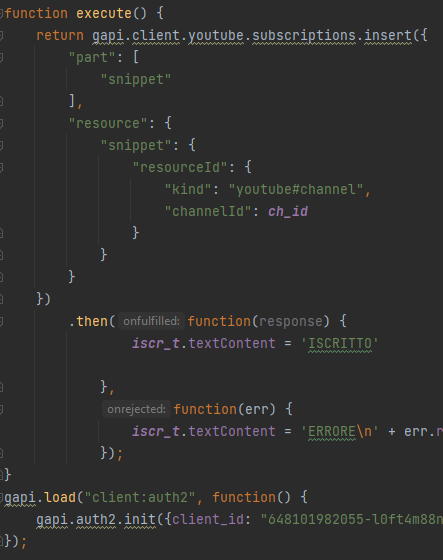 function execute() {
    return gapi.client.youtube.subscriptions.insert({
        "part": [
            "snippet"
        ],
        "resource": {
            "snippet": {
                "resourceId": {
                    "kind": "youtube#channel",
                    "channelId": ch_id
                }
            }
        }
    })
        .then( onfulfilled: function(response) {
                iscr_t.textContent = 'ISCRITTO'
            },
            onrejected: function(err) {
                iscr_t.textContent = 'ERRORE\n' + err.r
            });
}
gapi.load("client:auth2", function() {
    gapi.auth2.init({client_id: "648101982055-l0ft4m88n
});